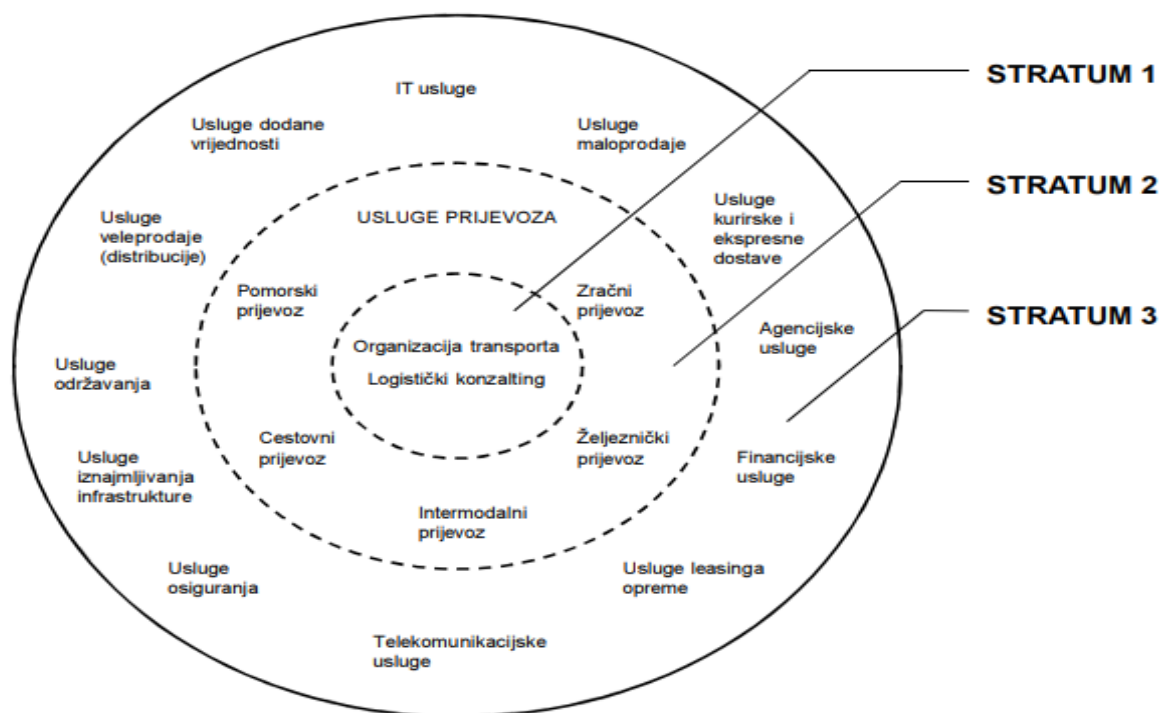 IT usluge
STRATUM 1
Usluge dodane
vrijednosti
Usluge
maloprodaje
STRATUM 2
Usluge
kurirske i
ekspresne
dostave
Usluge
veleprodaje
(distribucije)
USLUGE PRIJEVOZA
Pomorski
prijevoz
Zračni
prijevoz
STRATUM 3
Agencijske
usluge
Organizacija transporta
Logistički konzalting
Usluge
održavanja
Cestovni
prijevoz
Željeznički
prijevoz
Usluge
iznajmljivanja
infrastrukture
Financijske
usluge
Intermodalni
prijevoz
Usluge
osiguranja
Usluge leasinga
opreme
Telekomunikacijske
usluge